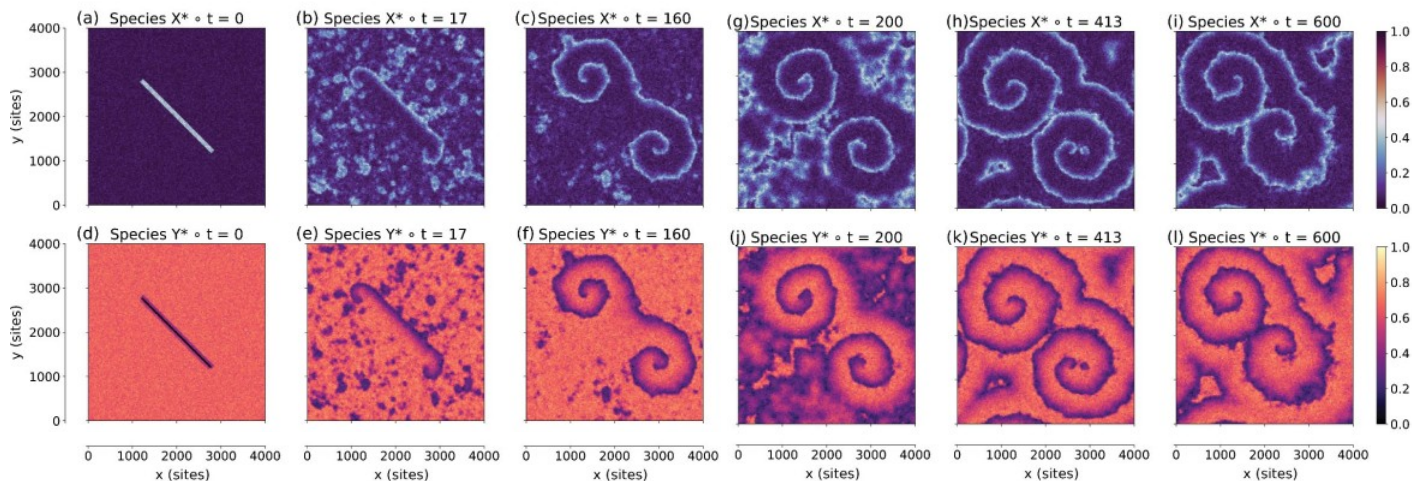 (a) Species X* ∘ t = 0
(b) Species X* ∘ t = 17
(c) Species X* ∘ t = 160
(g) Species X* ∘ t = 200
(h) Species X* ∘ t = 413
(i) Species X* ∘ t = 600
4000
3000
2000
1000
0
y (sites)
1.0
0.8
0.6
0.4
0.2
0.0
(d) Species Y* ∘ t = 0
(e) Species Y* ∘ t = 17
(f) Species Y* ∘ t = 160
(j) Species Y* ∘ t = 200
(k) Species Y* ∘ t = 413
(l) Species Y* ∘ t = 600
4000
3000
2000
1000
0
y (sites)
1.0
0.8
0.6
0.4
0.2
0.0
0 1000 2000 3000 4000
0 1000 2000 3000 4000
0 1000 2000 3000 4000
0 1000 2000 3000 4000
0 1000 2000 3000 4000
0 1000 2000 3000 4000
x (sites)
x (sites)
x (sites)
x (sites)
x (sites)
x (sites)